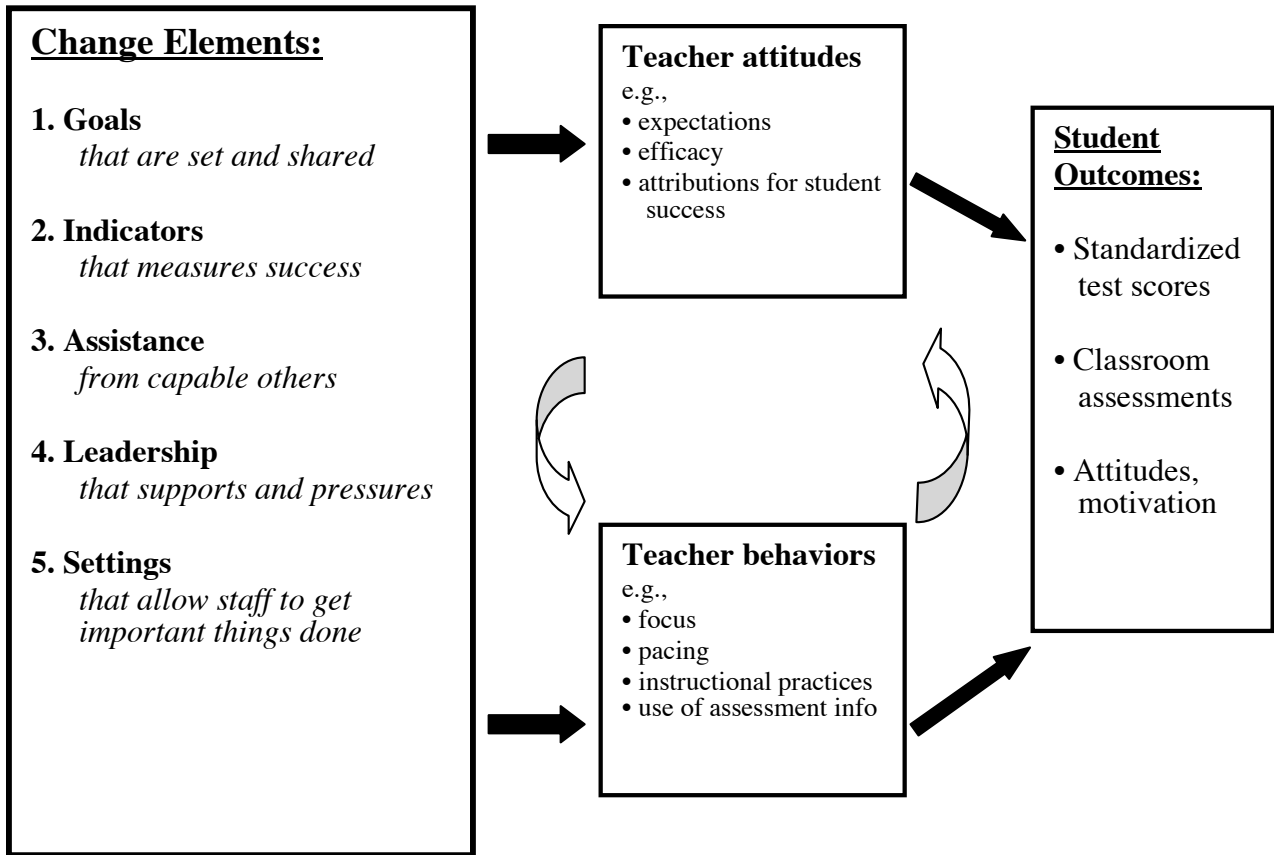 Change Elements:
1. Goals
that are set and shared
2. Indicators
that measures success
3. Assistance
from capable others
4. Leadership
that supports and pressures
5. Settings
that allow staff to get
important things done
Teacher attitudes
e.g.,
• expectations
• efficacy
• attributions for student
success
Teacher behaviors
e.g.,
• focus
• pacing
• instructional practices
• use of assessment info
Student
Outcomes:
• Standardized
test scores
• Classroom
assessments
• Attitudes,
motivation